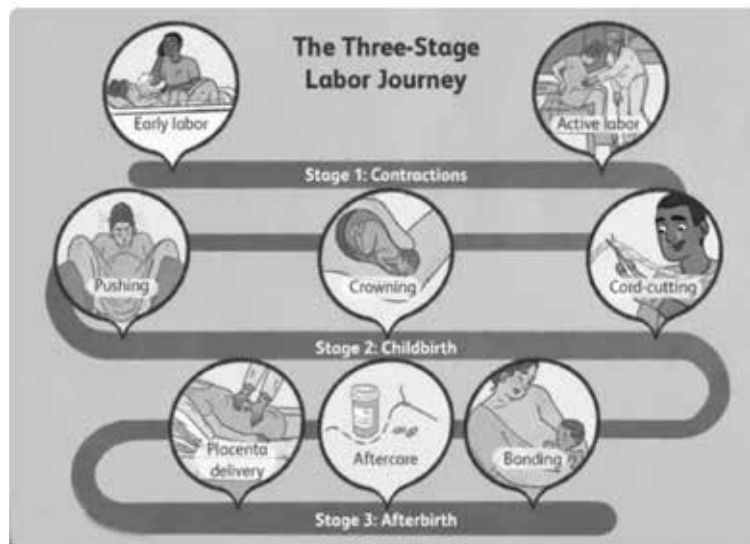 The Three-Stage
Labor Journey
Early labor
Active labor
Stage 1: Contractions
Pushing
Crowning
Cord-cutting
Stage 2: Childbirth
Placenta
delivery
Aftercare
Bonding
Stage 3: Afterbirth